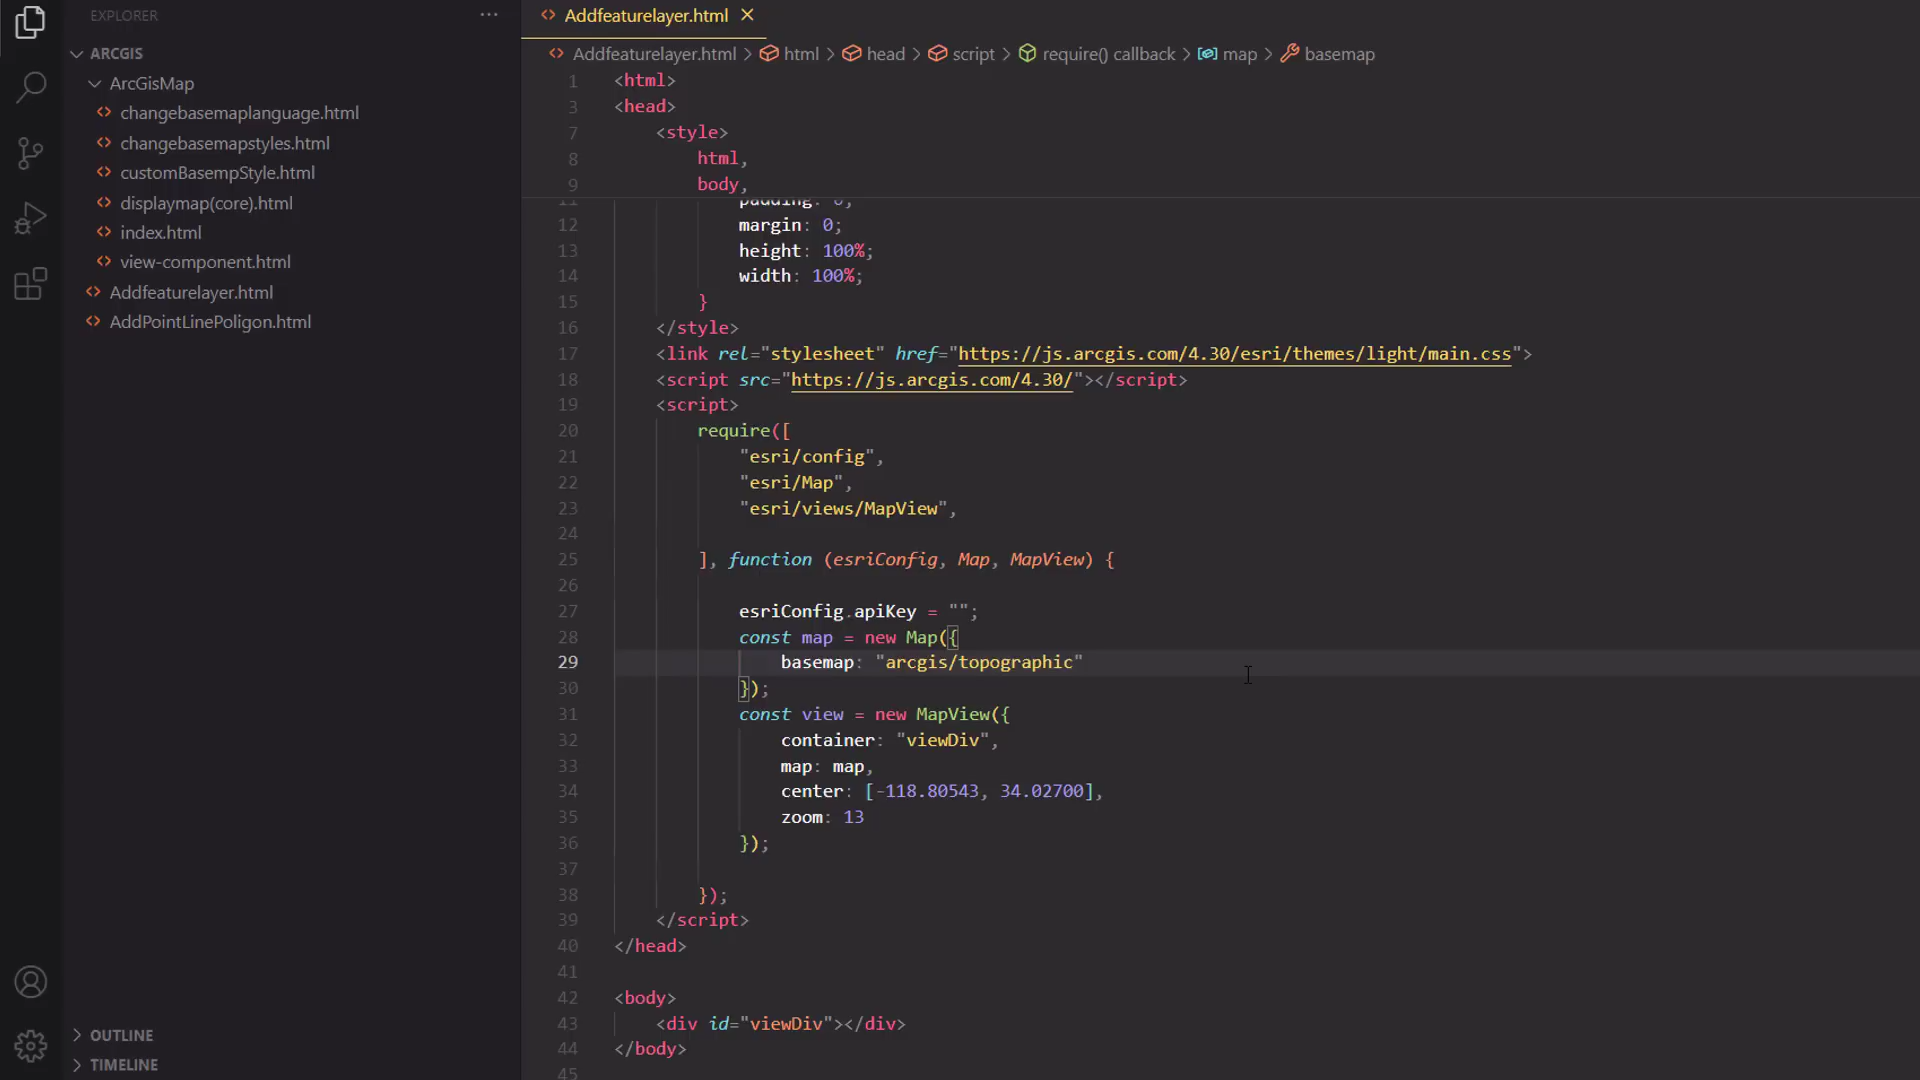 EXPLORER
ARCGIS
ArcGisMap
changebasemaplanguage.html
changebasemapstyles.html
customBasempStyle.html
displaymap(core).html
index.html
view-component.html
Addfeaturelayer.html
AddPointLinePoligon.html
OUTLINE
TIMELINE
Addfeaturelayer.html
Addfeaturelayer.html > html > head > script > require() callback > map > basemap
1 <html>
3 <head>
7 <style>
8 html,
9 body,
11 padding: 0,
12 margin: 0;
13 height: 100%;
14 width: 100%;
15 }
16 </style>
17 <link rel="stylesheet" href="https://js.arcgis.com/4.30/esri/themes/light/main.css">
18 <script src="https://js.arcgis.com/4.30/"></script>
19 <script>
20 require([
21 "esri/config",
22 "esri/Map",
23 "esri/views/MapView",
24
25 ], function (esriConfig, Map, MapView) {
26
27 esriConfig.apiKey = "";
28 const map = new Map({
29 basemap: "arcgis/topographic"
30 });
31 const view = new MapView({
32 container: "viewDiv",
33 map: map,
34 center: [-118.80543, 34.02700],
35 zoom: 13
36 });
37
38 });
39 </script>
40 </head>
41
42 <body>
43 <div id="viewDiv"></div>
44 </body>
45